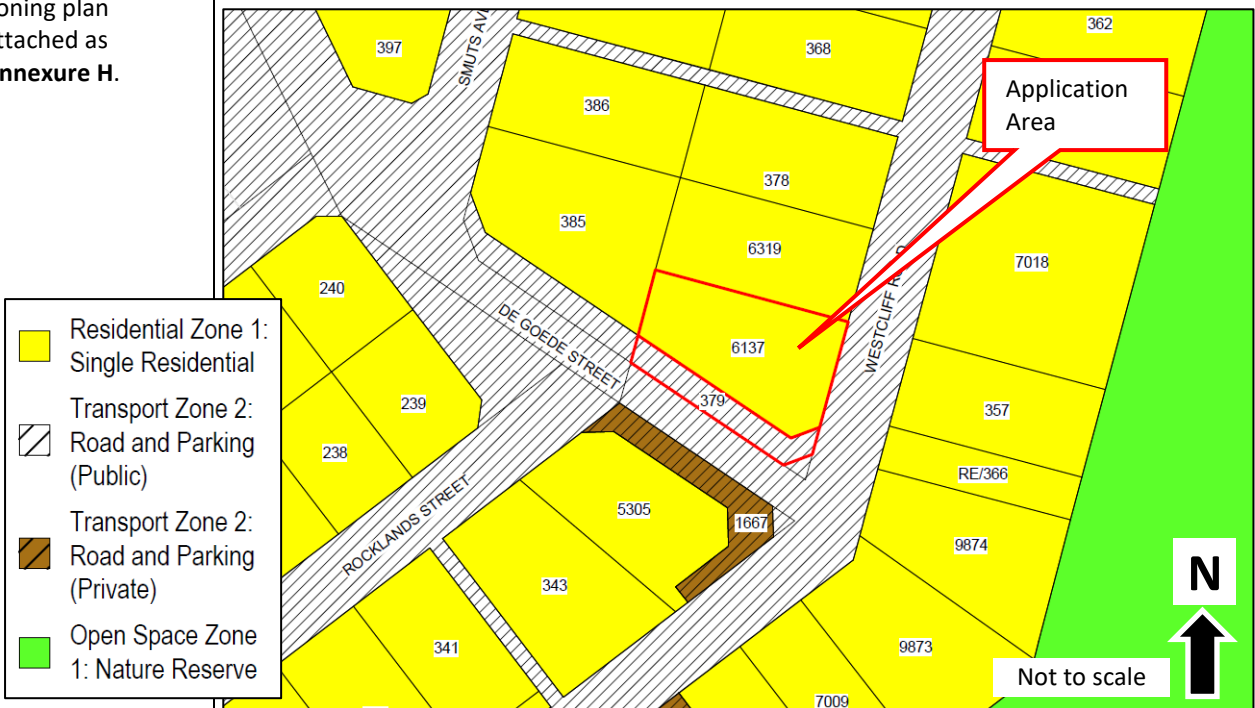 oning plan
ttached as
nnexure H.
Residential Zone 1:
Single Residential
Transport Zone 2:
Road and Parking
(Public)
Transport Zone 2:
Road and Parking
(Private)
Open Space Zone
1: Nature Reserve
397
SMUTS AV
368
362
Application
Area
386
378
385
6319
7018
240
DE GOEDE STREET
6137
WESTCLIFF
239
379
357
238
RE/366
ROCKLANDS STREET
5305
1667
9874
343
341
9873
7009
N
Not to scale